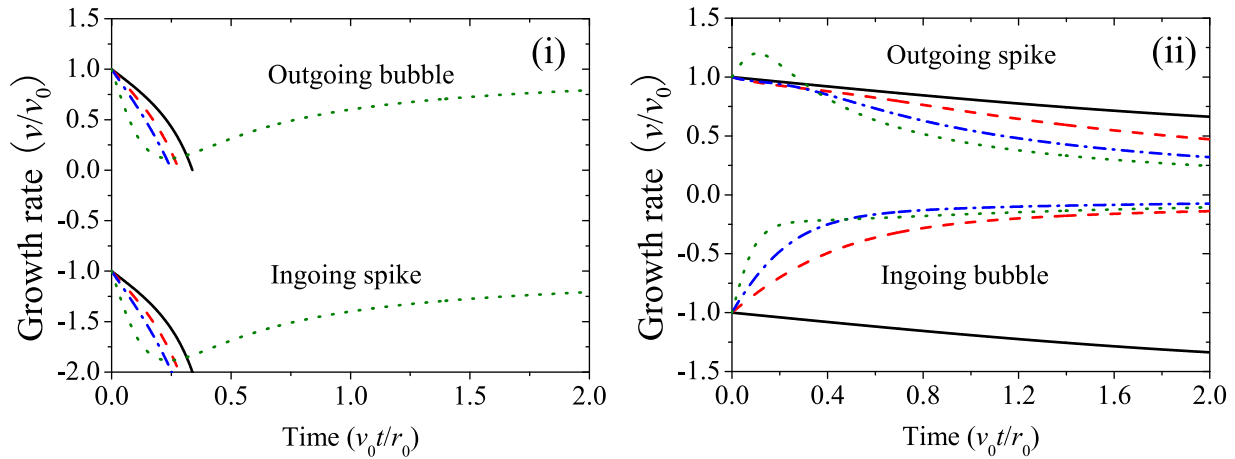 (i)
Outgoing bubble
Ingoing spike
Growth rate (v/v0)
1.5
1.0
0.5
0.0
-0.5
-1.0
-1.5
-2.0
0.0 0.5 1.0 1.5 2.0
Time (v0t/r0)
(ii)
Outgoing spike
Ingoing bubble
Growth rate (v/v0)
1.5
1.0
0.5
0.0
-0.5
-1.0
-1.5
0.0 0.4 0.8 1.2 1.6 2.0
Time (v0t/r0)